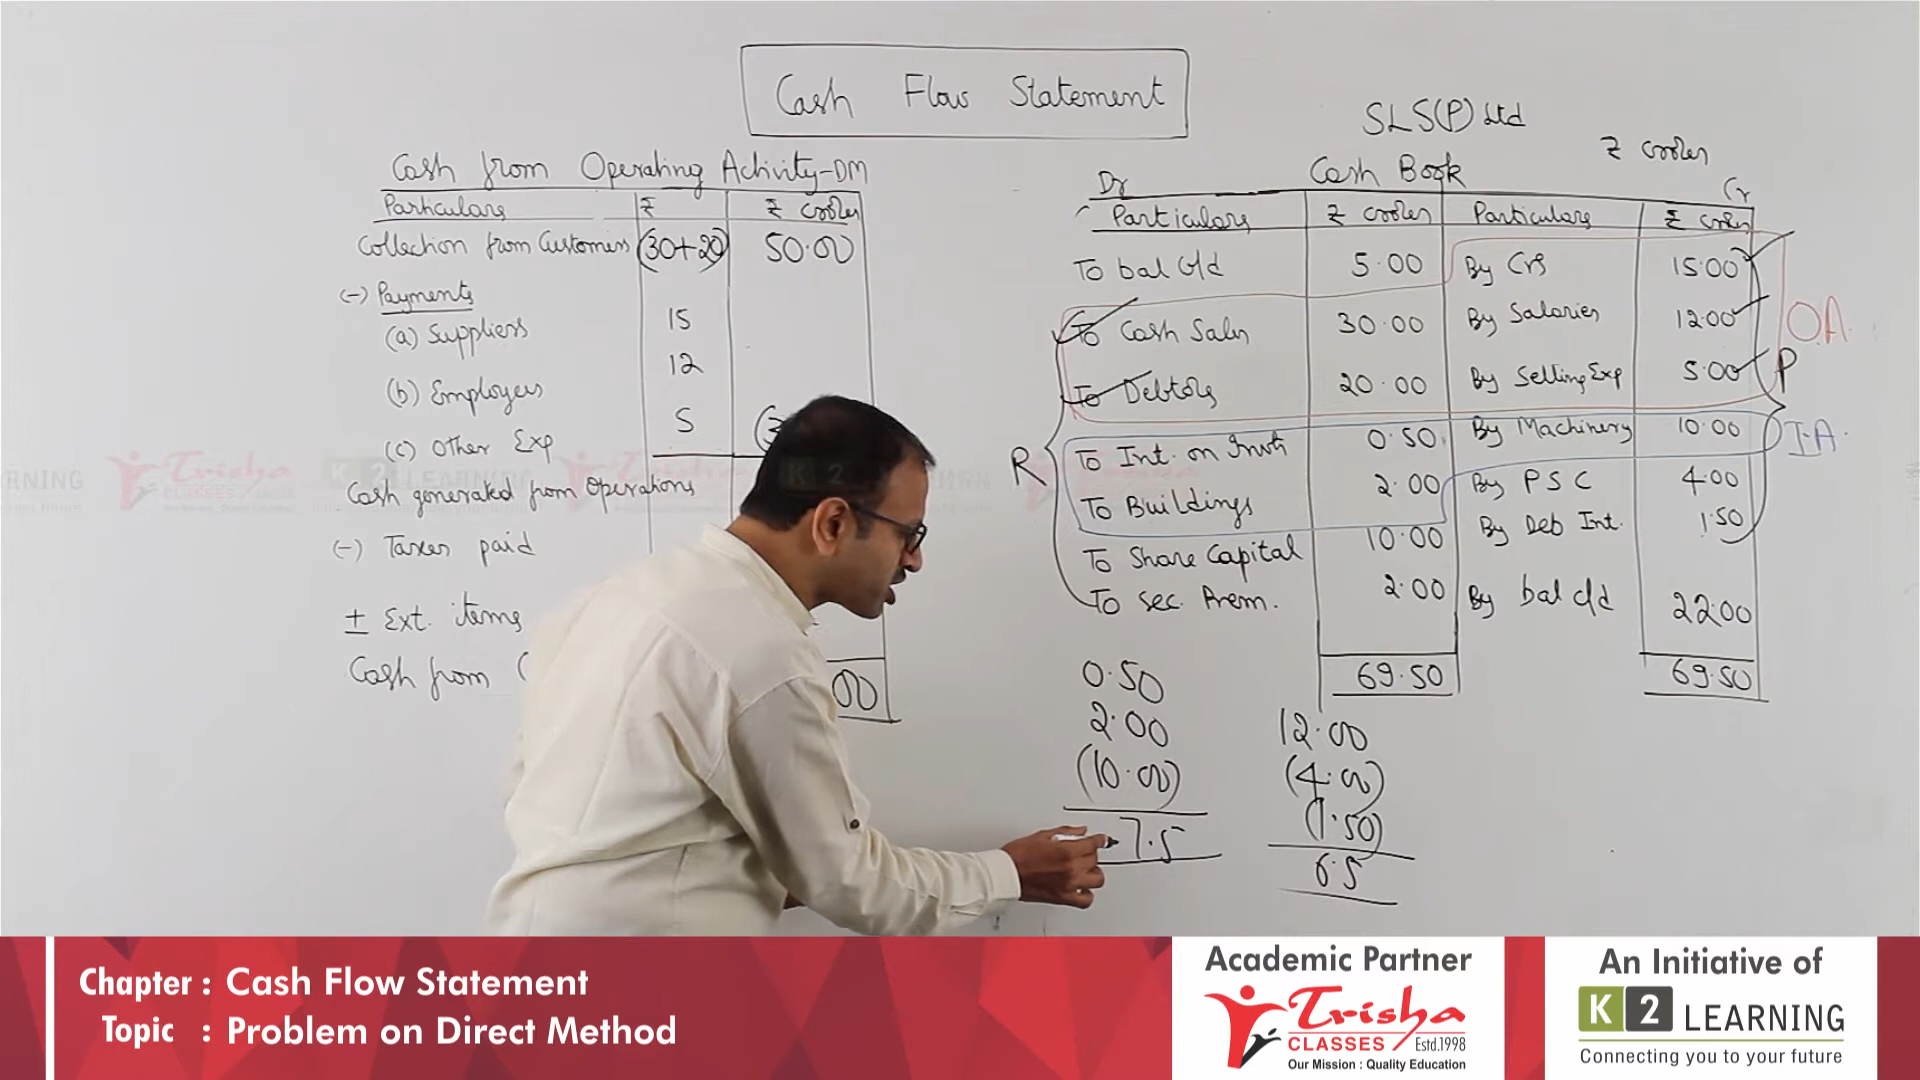 Cash Flow Statement
SLS(P) Ltd
₹ crores
Cash from Operating Activity-DM
Particulars ₹ ₹ crores
Collection from Customers (30+20) 50.00
(-) Payments
(a) Suppliers 15
(b) Employees 12
(c) Other Exp 5 (3
Cash generated from Operations
(-) Taxes paid
± Ext. items
Cash from (
00
Cash Book
Dr Cr
Particulars ₹ crores Particulars ₹ crores
To bal b/d 5.00 By Crs 15.00
To Cash Sales 30.00 By Salaries 12.00
To Debtors 20.00 By Selling Exp 5.00
To Int. on Invts 0.50 By Machinery 10.00
To Buildings 2.00 By P S C 4.00
To Share Capital 10.00 By Deb Int. 1.50
To Sec. Prem. 2.00 By bal c/d 22.00
69.50 69.50
O.A.
P
I.A.
R
0.50
2.00
(10.00)
-7.5
12.00
(4.00)
(1.50)
6.5
LEARNING
Trisha
CLASSES
K2 LEARNING
Chapter : Cash Flow Statement
Topic : Problem on Direct Method
Academic Partner
Trisha
CLASSES Estd.1998
Our Mission : Quality Education
An Initiative of
K2 LEARNING
Connecting you to your future